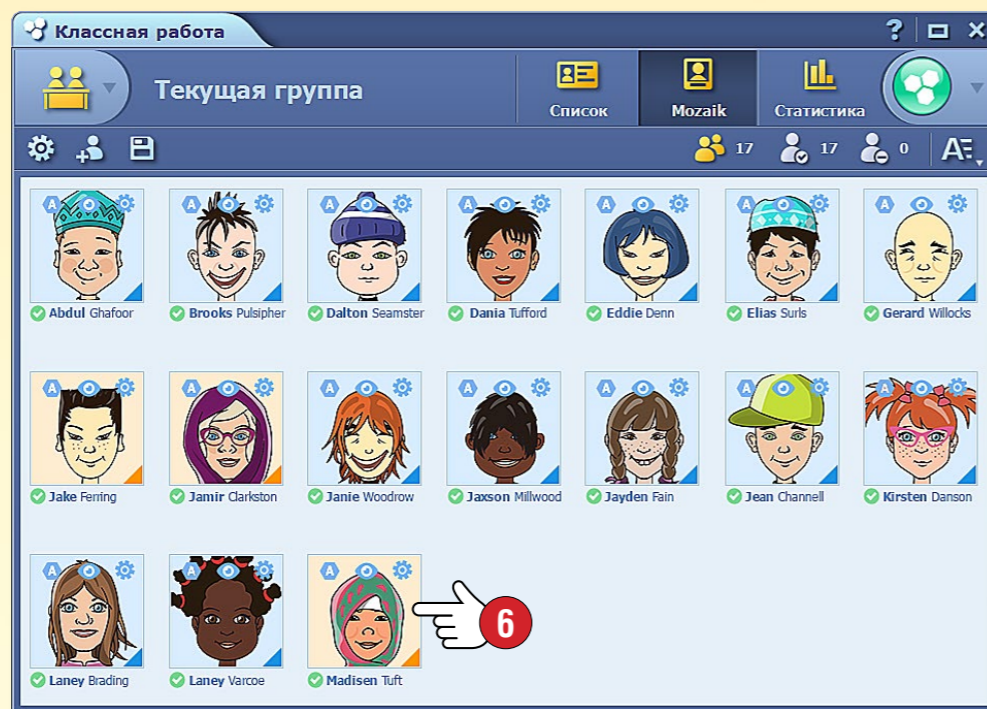 Классная работа
?
Текущая группа
Список
Mozaik
Статистика
17
17
0
A
A A A A A A A
Abdul Ghafoor
Brooks Pulsipher
Dalton Seamster
Dania Tufford
Eddie Denn
Elias Surls
Gerard Willocks
A A A A A A A
Jake Ferring
Jamir Clarkston
Janie Woodrow
Jaxson Millwood
Jayden Fain
Jean Channell
Kirsten Danson
A A A
Laney Brading
Laney Varcoe
Madisen Tuft
6